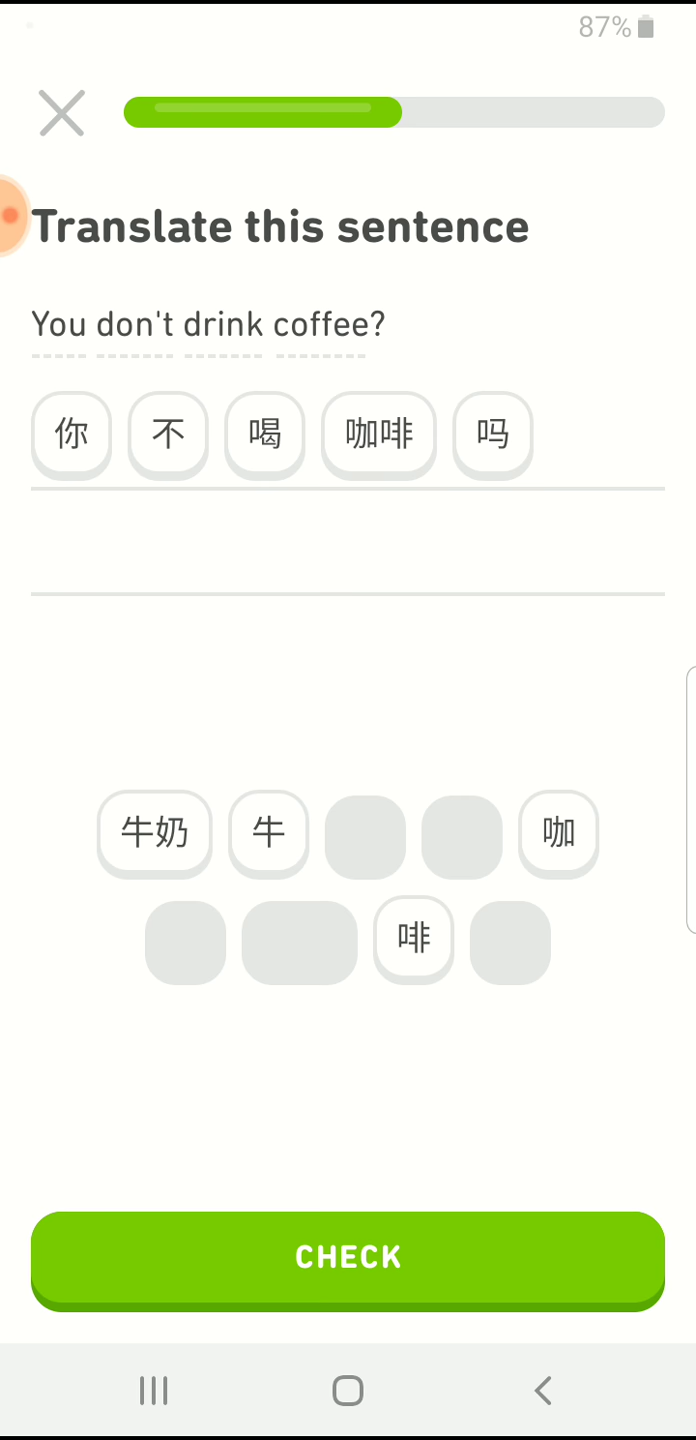 87%
Translate this sentence
You don't drink coffee?
你 不 喝 咖啡 吗
牛奶 牛 咖
啡
CHECK